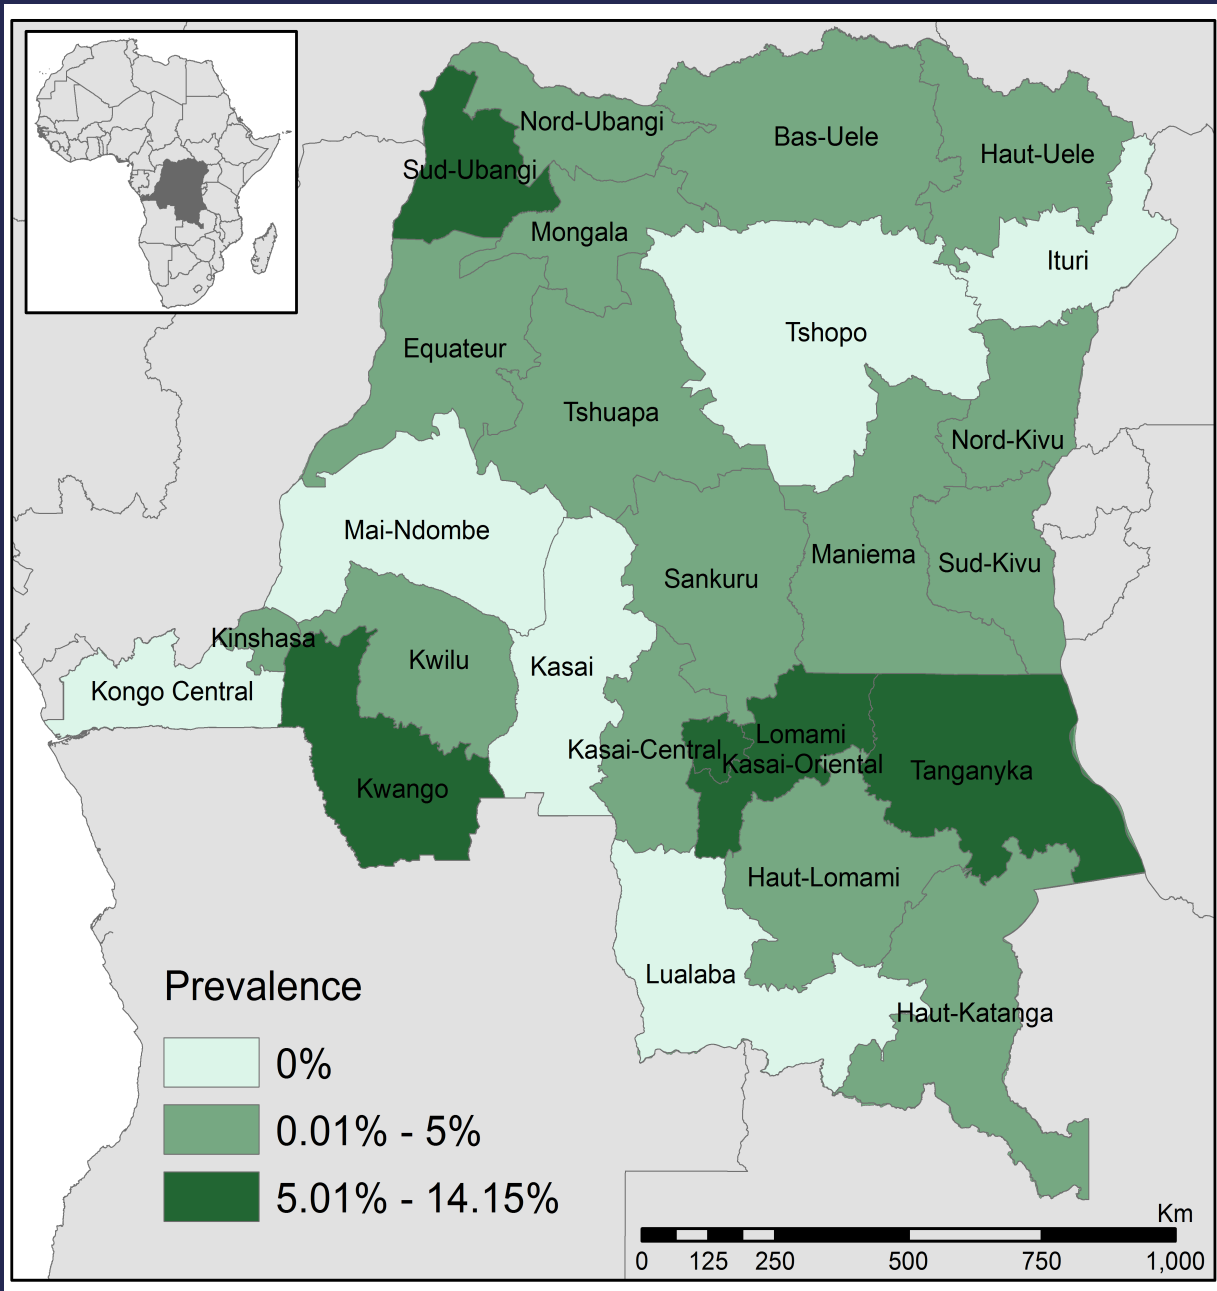 Nord-Ubangi
Bas-Uele
Haut-Uele
Sud-Ubangi
Mongala
Ituri
Tshopo
Equateur
Tshuapa
Nord-Kivu
Mai-Ndombe
Maniema
Sud-Kivu
Sankuru
Kinshasa
Kwilu
Kasai
Kongo Central
Lomami
Kasai-Central
Kasai-Oriental
Tanganyka
Kwango
Haut-Lomami
Lualaba
Haut-Katanga
Prevalence
0%
0.01% - 5%
5.01% - 14.15%
Km
0 125 250 500 750 1,000